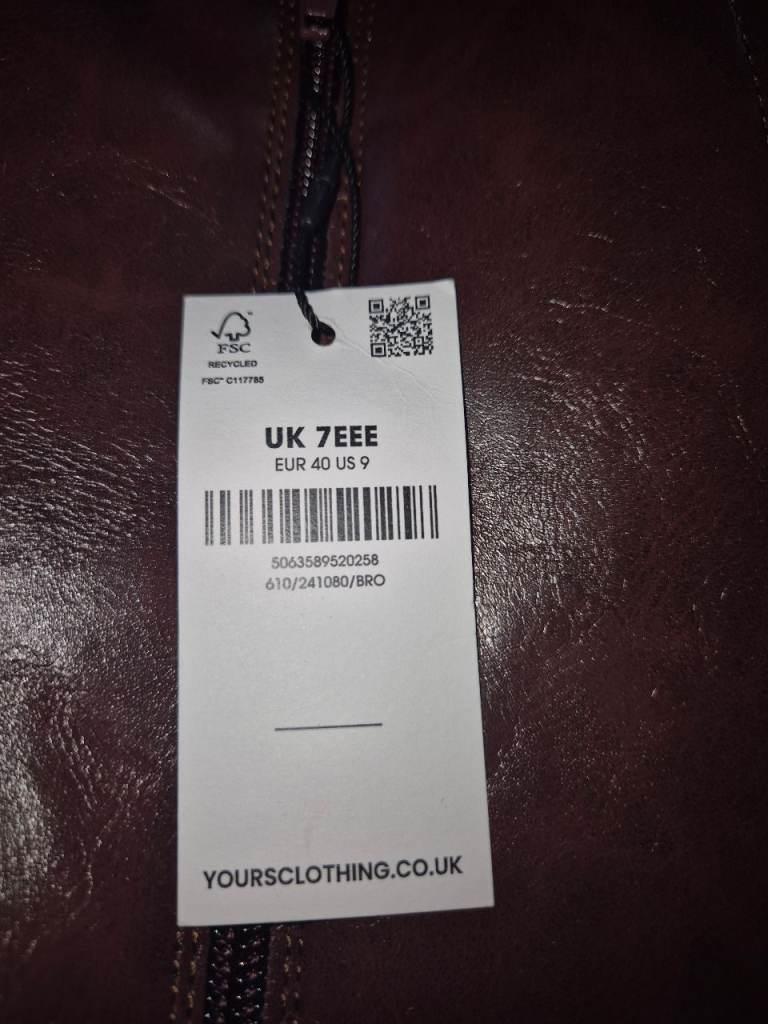 FSC
RECYCLED
FSC™ C117785
UK 7EEE
EUR 40 US 9
5063589520258
610/241080/BRO
YOURSCLOTHING.CO.UK